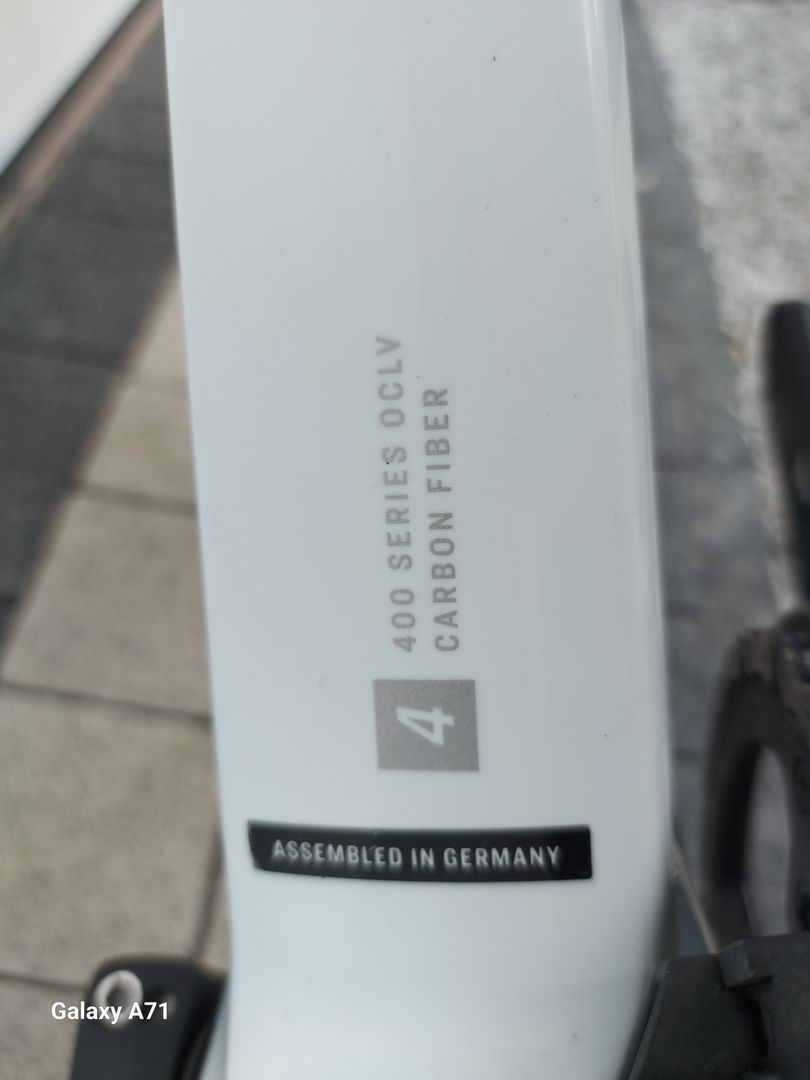 400 SERIES OCLV
CARBON FIBER
4
ASSEMBLED IN GERMANY
Galaxy A71